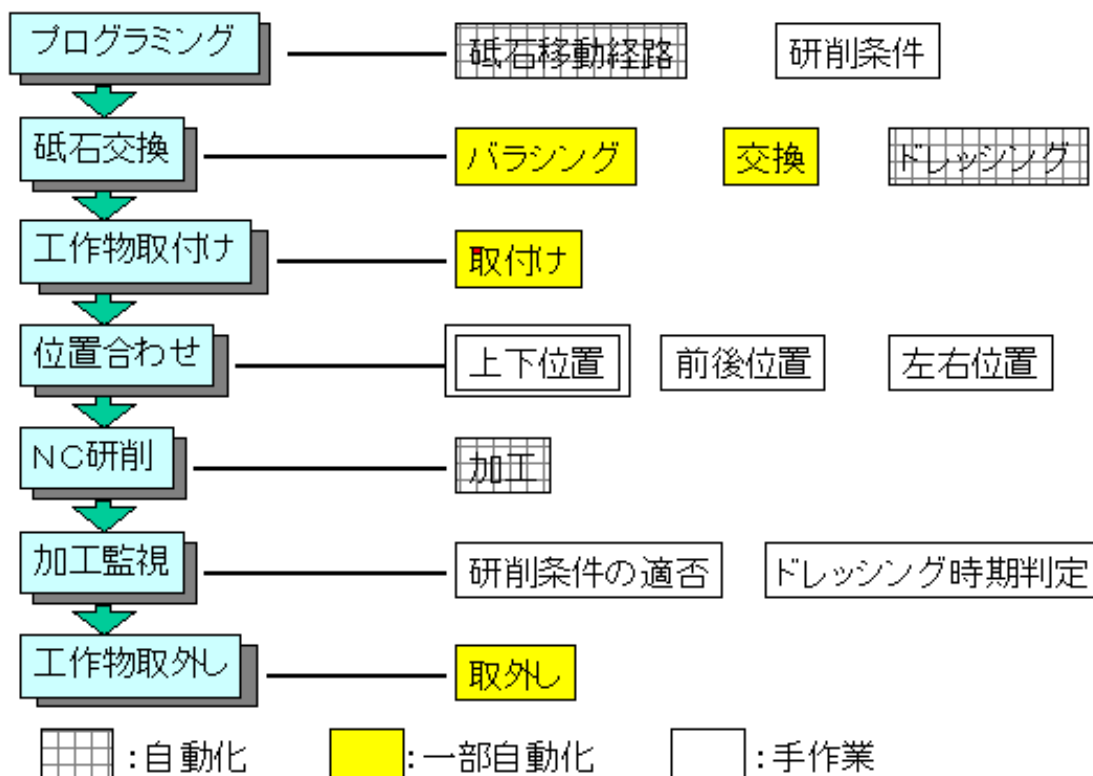 プログラミング 砥石移動経路 研削条件
砥石交換 バラシング 交換 ドレッシング
工作物取付け 取付け
位置合わせ 上下位置 前後位置 左右位置
NC研削 加工
加工監視 研削条件の適否 ドレッシング時期判定
工作物取外し 取外し
:自動化 :一部自動化 :手作業